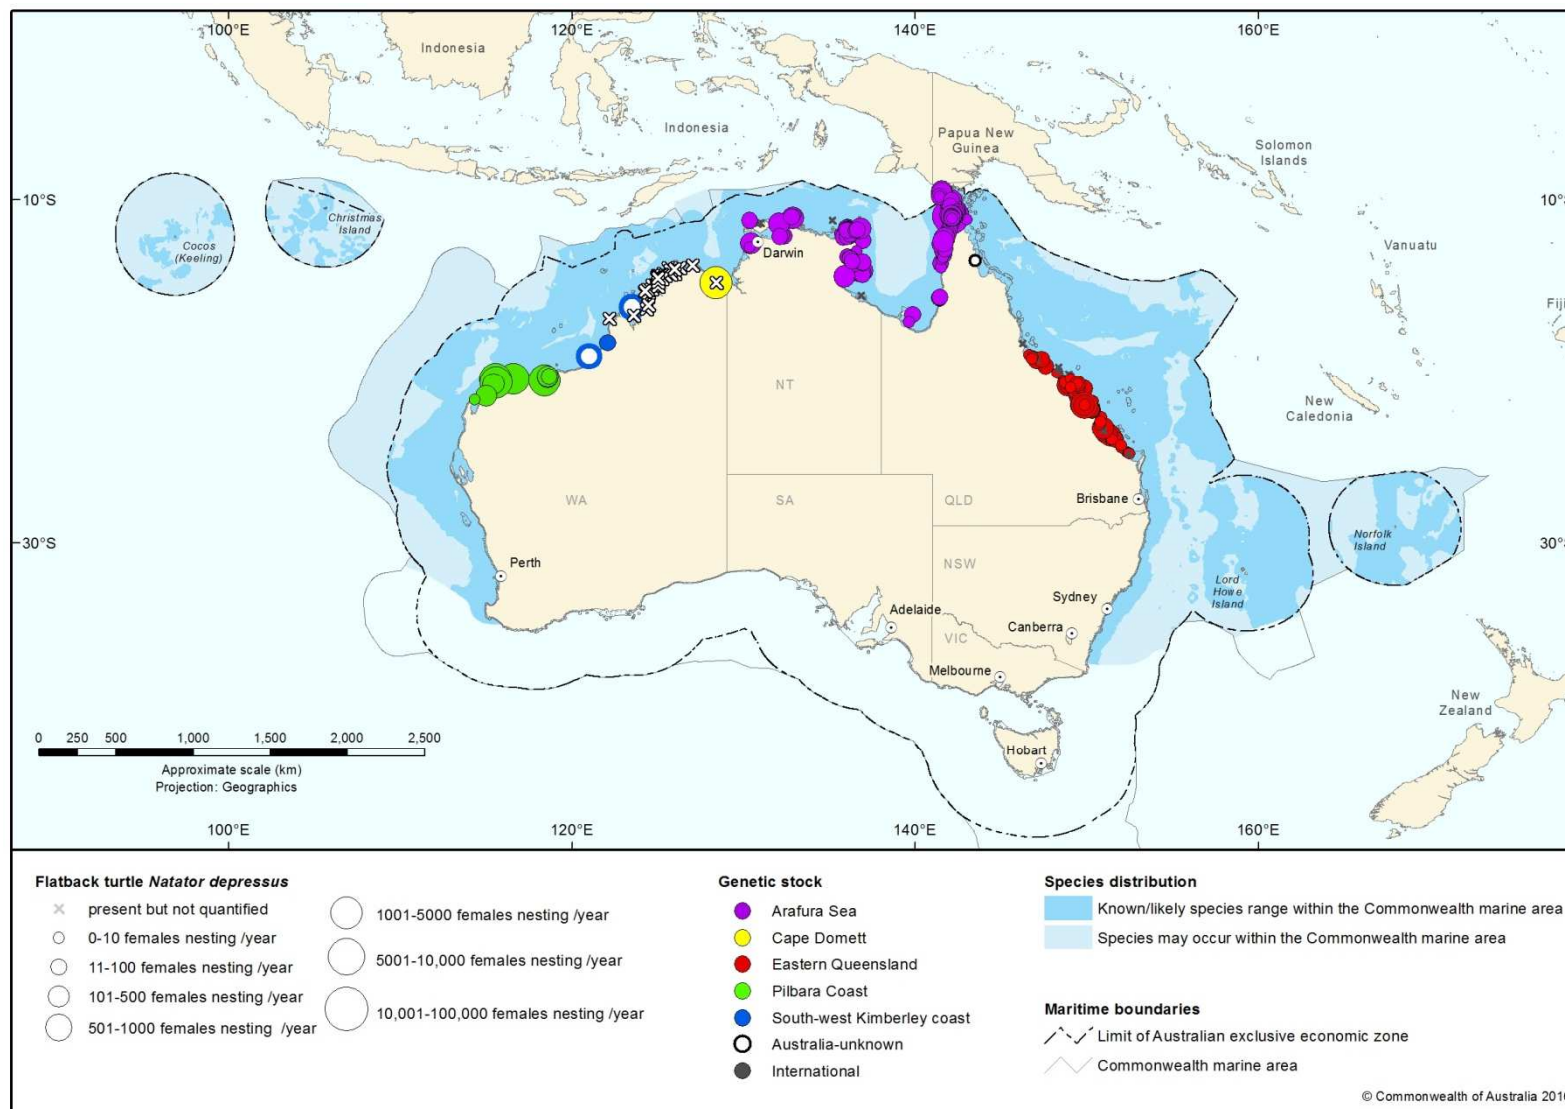 100°E 120°E 140°E 160°E
Indonesia
Indonesia
Papua New
Guinea
Solomon
Islands
10°S 10°S
Christmas
Island
Cocos
(Keeling)
Vanuatu
Darwin
Fiji
NT
New
Caledonia
WA SA QLD
Brisbane
Norfolk
Island
30°S 30°S
Perth
NSW
Lord
Howe
Island
Sydney
Adelaide
Canberra
VIC
Melbourne
New
Zealand
0 250 500 1,000 1,500 2,000 2,500
Approximate scale (km)
Projection: Geographics
Hobart
100°E 120°E 140°E 160°E
Flatback turtle Natator depressus
present but not quantified
0-10 females nesting /year
11-100 females nesting /year
101-500 females nesting /year
501-1000 females nesting /year
1001-5000 females nesting /year
5001-10,000 females nesting /year
10,001-100,000 females nesting /year
Genetic stock
Arafura Sea
Cape Domett
Eastern Queensland
Pilbara Coast
South-west Kimberley coast
Australia-unknown
International
Species distribution
Known/likely species range within the Commonwealth marine area
Species may occur within the Commonwealth marine area
Maritime boundaries
Limit of Australian exclusive economic zone
Commonwealth marine area
© Commonwealth of Australia 2016